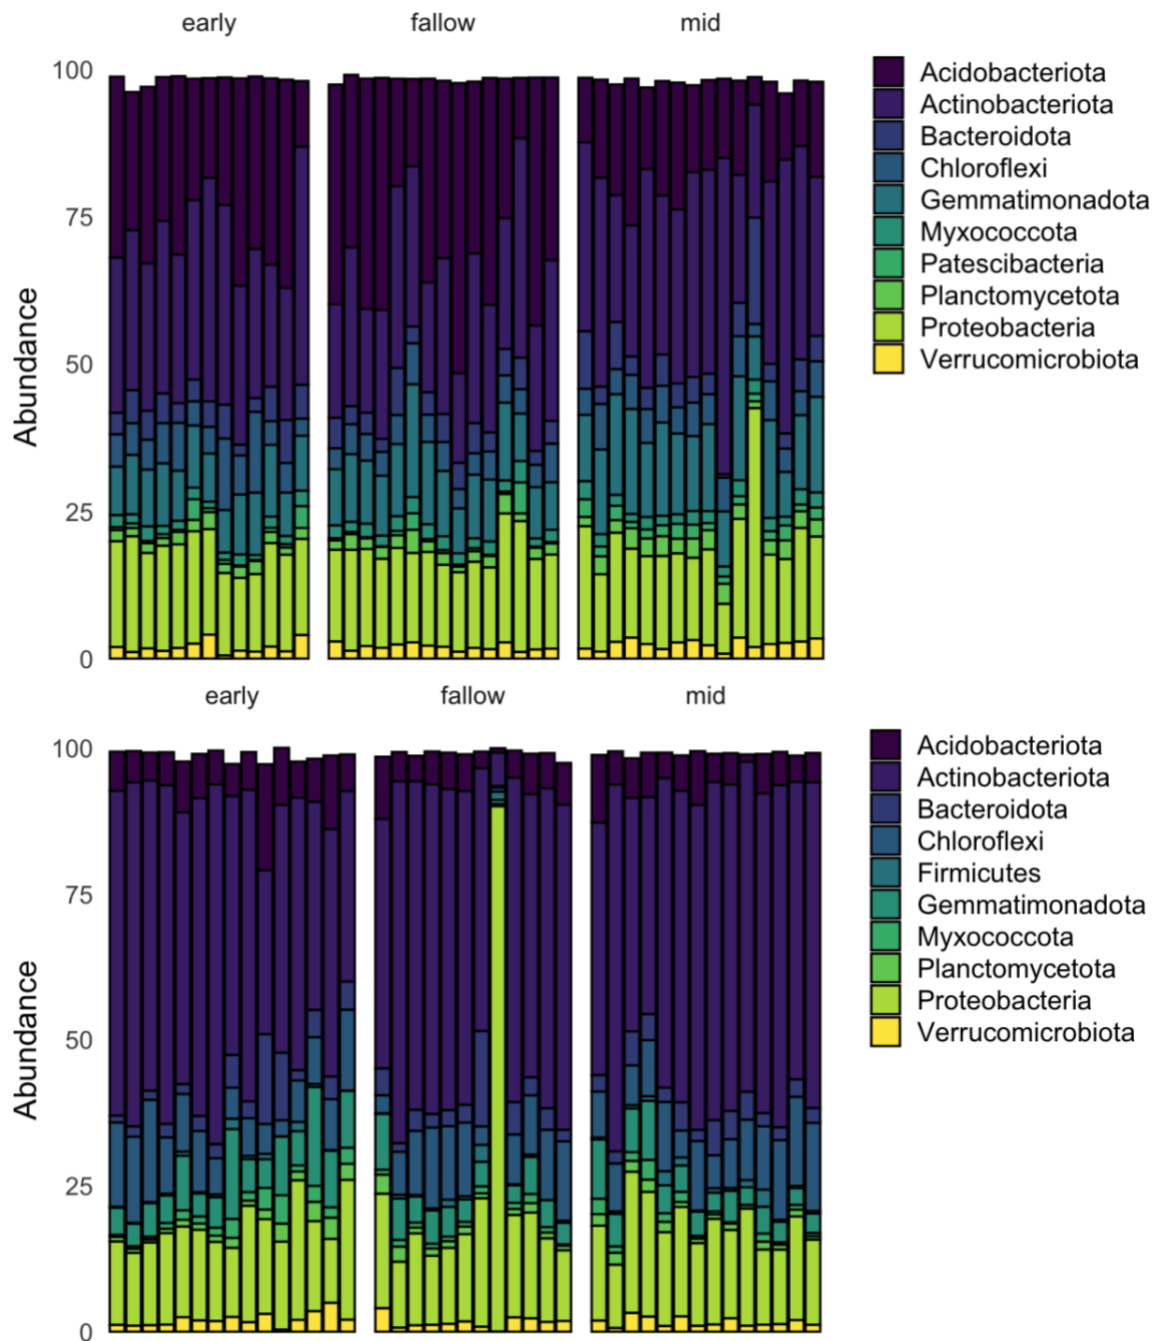 early fallow mid
100
75
50
25
0
Abundance
Acidobacteriota
Actinobacteriota
Bacteroidota
Chloroflexi
Gemmatimonadota
Myxococcota
Patescibacteria
Planctomycetota
Proteobacteria
Verrucomicrobiota
early fallow mid
100
75
50
25
0
Abundance
Acidobacteriota
Actinobacteriota
Bacteroidota
Chloroflexi
Firmicutes
Gemmatimonadota
Myxococcota
Planctomycetota
Proteobacteria
Verrucomicrobiota